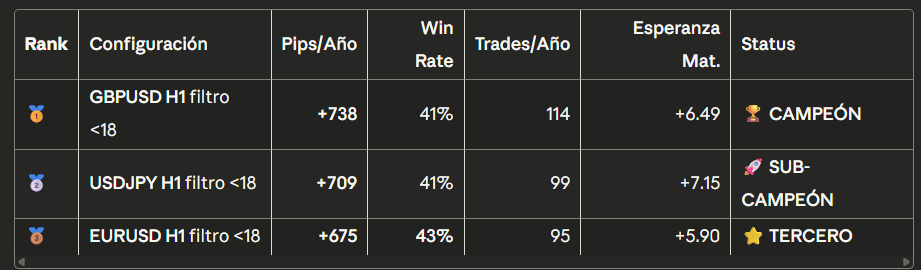 Rank Configuración Pips/Año Win Rate Trades/Año Esperanza Mat. Status
🥇 GBPUSD H1 filtro <18 +738 41% 114 +6.49 🏆 CAMPEÓN
🥈 USDJPY H1 filtro <18 +709 41% 99 +7.15 🚀 SUB-CAMPEÓN
🥉 EURUSD H1 filtro <18 +675 43% 95 +5.90 ⭐ TERCERO